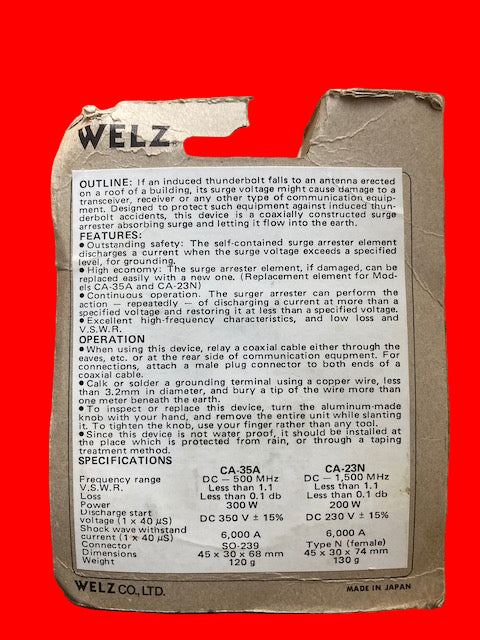 WELZ
OUTLINE: If an induced thunderbolt falls to an antenna erected
on a roof of a building, its surge voltage might cause damage to a
transceiver, receiver or any other type of communication equip-
ment. Designed to protect such equipment against induced thun-
derbolt accidents, this device is a coaxially constructed surge
arrester absorbing surge and letting it flow into the earth.
FEATURES:
● Outstanding safety: The self-contained surge arrester element
discharges a current when the surge voltage exceeds a specified
level, for grounding.
● High economy: The surge arrester element, if damaged, can be
replaced easily with a new one. (Replacement element for Mod-
els CA-35A and CA-23N)
● Continuous operation. The surger arrester can perform the
action — repeatedly — of discharging a current at more than a
specified voltage and restoring it at less than a specified voltage.
● Excellent high-frequency characteristics, and low loss and
V.S.W.R.
OPERATION
● When using this device, relay a coaxial cable either through the
eaves, etc. or at the rear side of communication equpment. For
connections, attach a male plug connector to both ends of a
coaxial cable.
● Calk or solder a grounding terminal using a copper wire, less
than 3.2mm in diameter, and bury a tip of the wire more than
one meter beneath the earth.
● To inspect or replace this device, turn the aluminum-made
knob with your hand, and remove the entire unit while slanting
it. To tighten the knob, use your finger rather than any tool.
● Since this device is not water proof, it should be installed at
the place which is protected from rain, or through a taping
treatment method.
SPECIFICATIONS
CA-35A CA-23N
Frequency range DC — 500 MHz DC — 1,500 MHz
V.S.W.R. Less than 1.1 Less than 1.1
Loss Less than 0.1 db Less than 0.1 db
Power 300 W 200 W
Discharge start
voltage (1 x 40 µS) DC 350 V ± 15% DC 230 V ± 15%
Shock wave withstand
current (1 x 40 µS) 6,000 A 6,000 A
Connector SO-239 Type N (female)
Dimensions 45 x 30 x 68 mm 45 x 30 x 74 mm
Weight 120 g 130 g
WELZ CO., LTD. MADE IN JAPAN